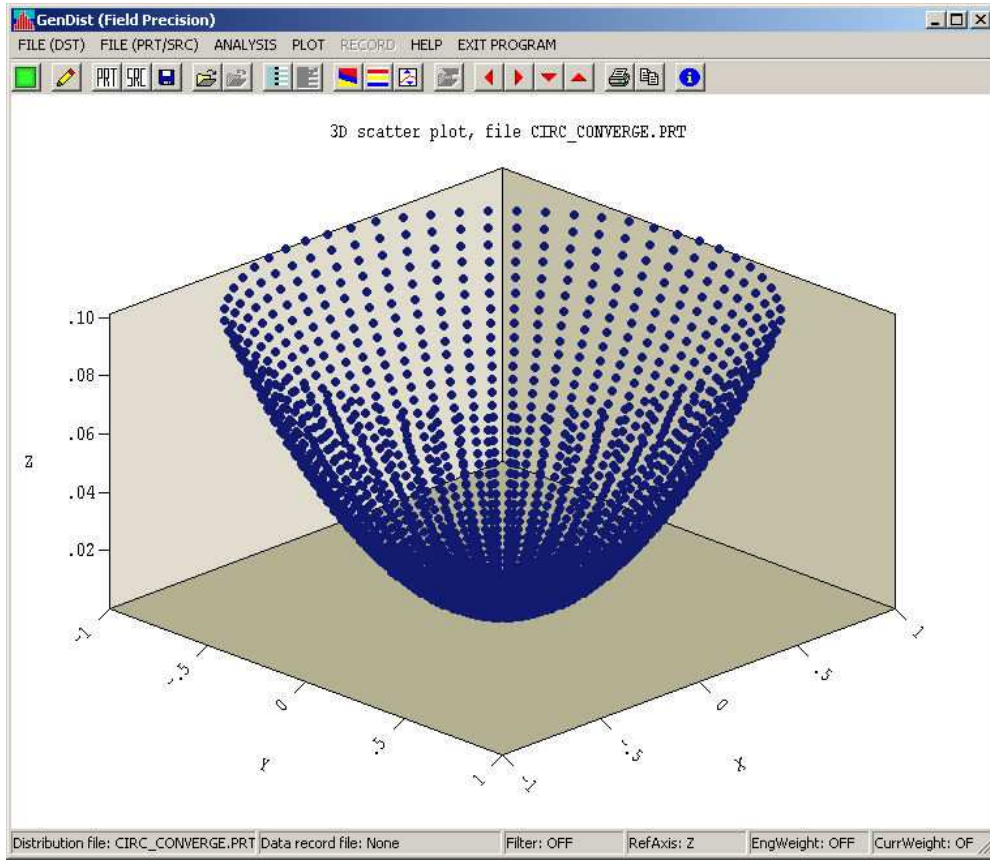 GenDist (Field Precision)
FILE (DST) FILE (PRT/SRC) ANALYSIS PLOT RECORD HELP EXIT PROGRAM
PRT SRC
3D scatter plot, file CIRC_CONVERGE.PRT
.10
.08
.06
Z
.04
.02
-1 1
-.5 .5
0 0
.5 -.5
Y X
1 -1
Distribution file: CIRC_CONVERGE.PRT Data record file: None Filter: OFF RefAxis: Z EngWeight: OFF CurrWeight: OF